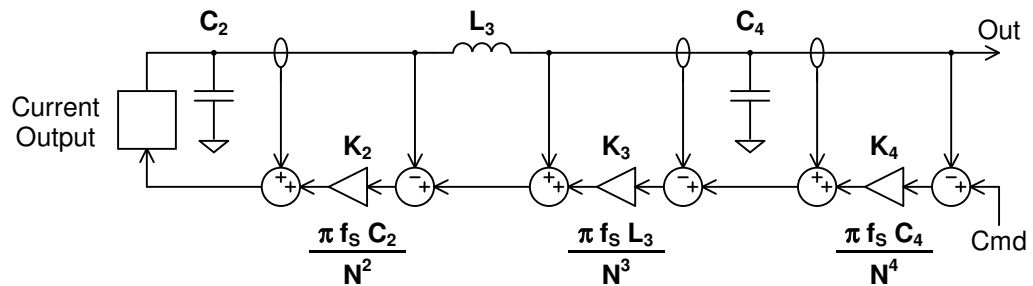 C₂
L₃
C₄
Out
Current
Output
K₂
K₃
K₄
+
+
−
+
+
+
−
+
+
+
−
+
Cmd
π fₛ C₂
N²
π fₛ L₃
N³
π fₛ C₄
N⁴